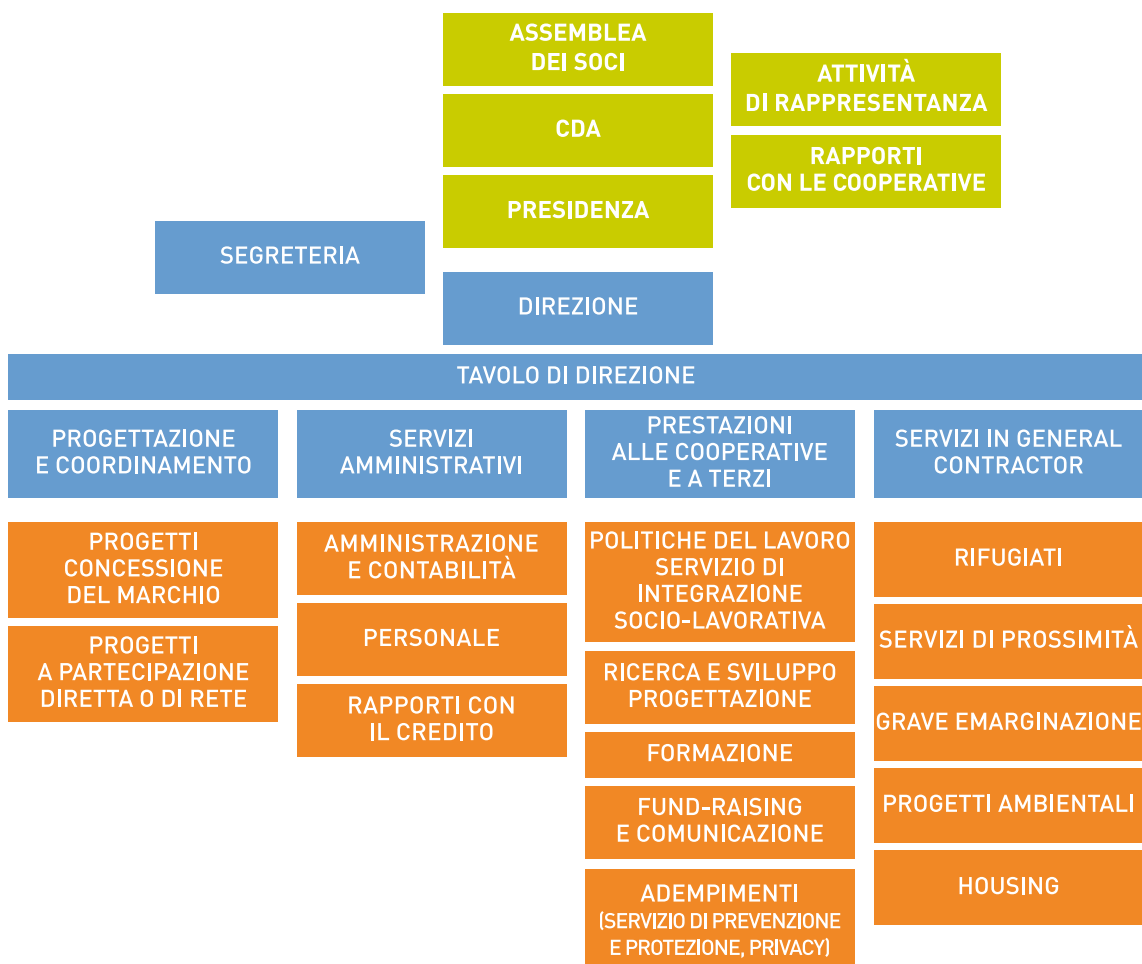 ASSEMBLEA
DEI SOCI
ATTIVITÀ
DI RAPPRESENTANZA
CDA
RAPPORTI
CON LE COOPERATIVE
PRESIDENZA
SEGRETERIA
DIREZIONE
TAVOLO DI DIREZIONE
PROGETTAZIONE
E COORDINAMENTO
SERVIZI
AMMINISTRATIVI
PRESTAZIONI
ALLE COOPERATIVE
E A TERZI
SERVIZI IN GENERAL
CONTRACTOR
PROGETTI
CONCESSIONE
DEL MARCHIO
PROGETTI
A PARTECIPAZIONE
DIRETTA O DI RETE
AMMINISTRAZIONE
E CONTABILITÀ
PERSONALE
RAPPORTI CON
IL CREDITO
POLITICHE DEL LAVORO
SERVIZIO DI
INTEGRAZIONE
SOCIO-LAVORATIVA
RICERCA E SVILUPPO
PROGETTAZIONE
FORMAZIONE
FUND-RAISING
E COMUNICAZIONE
ADEMPIMENTI
(SERVIZIO DI PREVENZIONE
E PROTEZIONE, PRIVACY)
RIFUGIATI
SERVIZI DI PROSSIMITÀ
GRAVE EMARGINAZIONE
PROGETTI AMBIENTALI
HOUSING